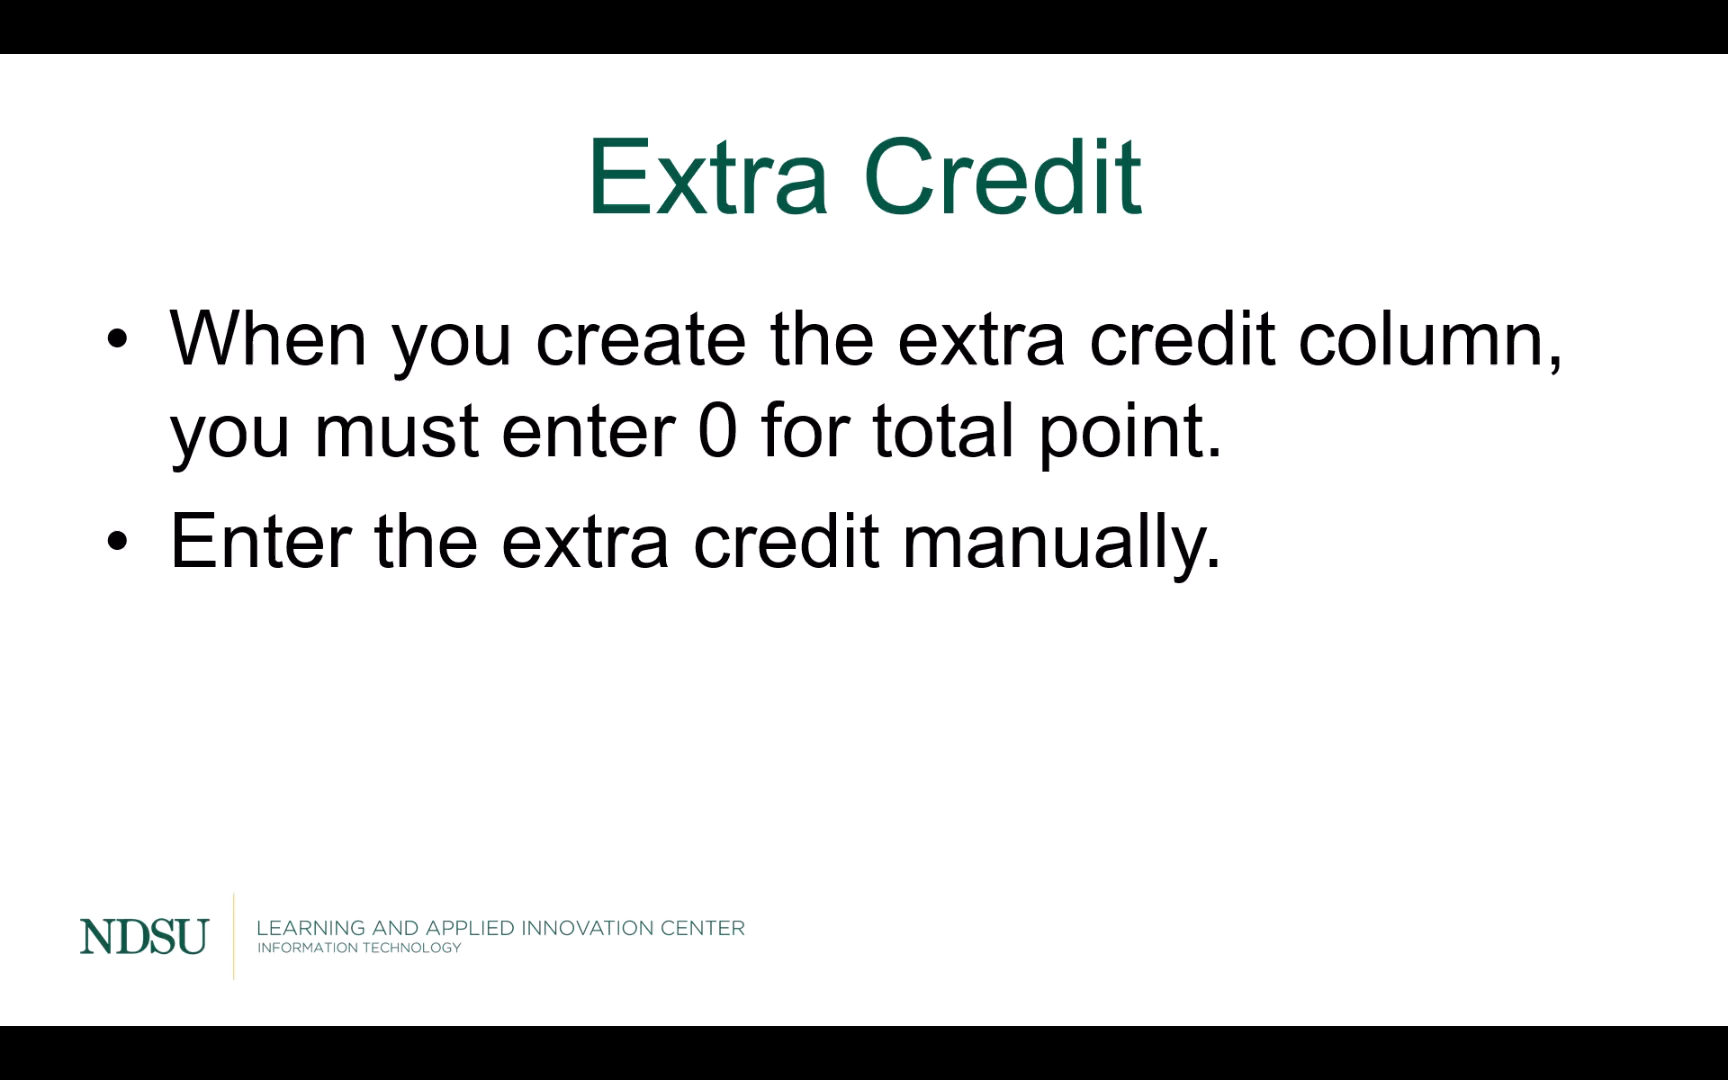 Extra Credit
• When you create the extra credit column,
you must enter 0 for total point.
• Enter the extra credit manually.
NDSU
LEARNING AND APPLIED INNOVATION CENTER
INFORMATION TECHNOLOGY